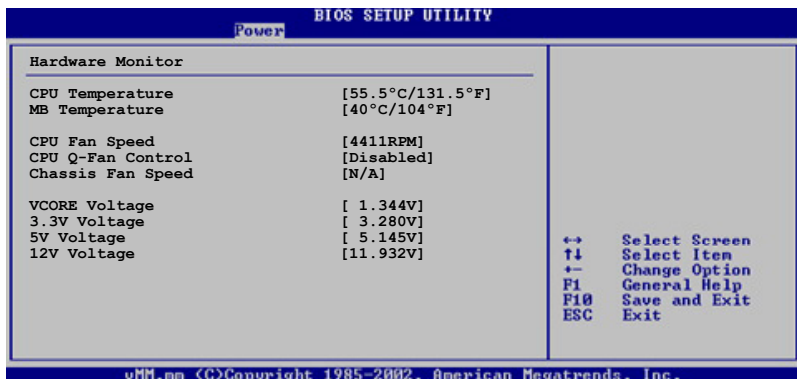 BIOS SETUP UTILITY
Power
Hardware Monitor
CPU Temperature [55.5°C/131.5°F]
MB Temperature [40°C/104°F]
CPU Fan Speed [4411RPM]
CPU Q-Fan Control [Disabled]
Chassis Fan Speed [N/A]
VCORE Voltage [ 1.344V]
3.3V Voltage [ 3.280V]
5V Voltage [ 5.145V]
12V Voltage [11.932V]
←→ Select Screen
↑↓ Select Item
+- Change Option
F1 General Help
F10 Save and Exit
ESC Exit
vMM.mm (C)Copyright 1985-2002, American Megatrends, Inc.